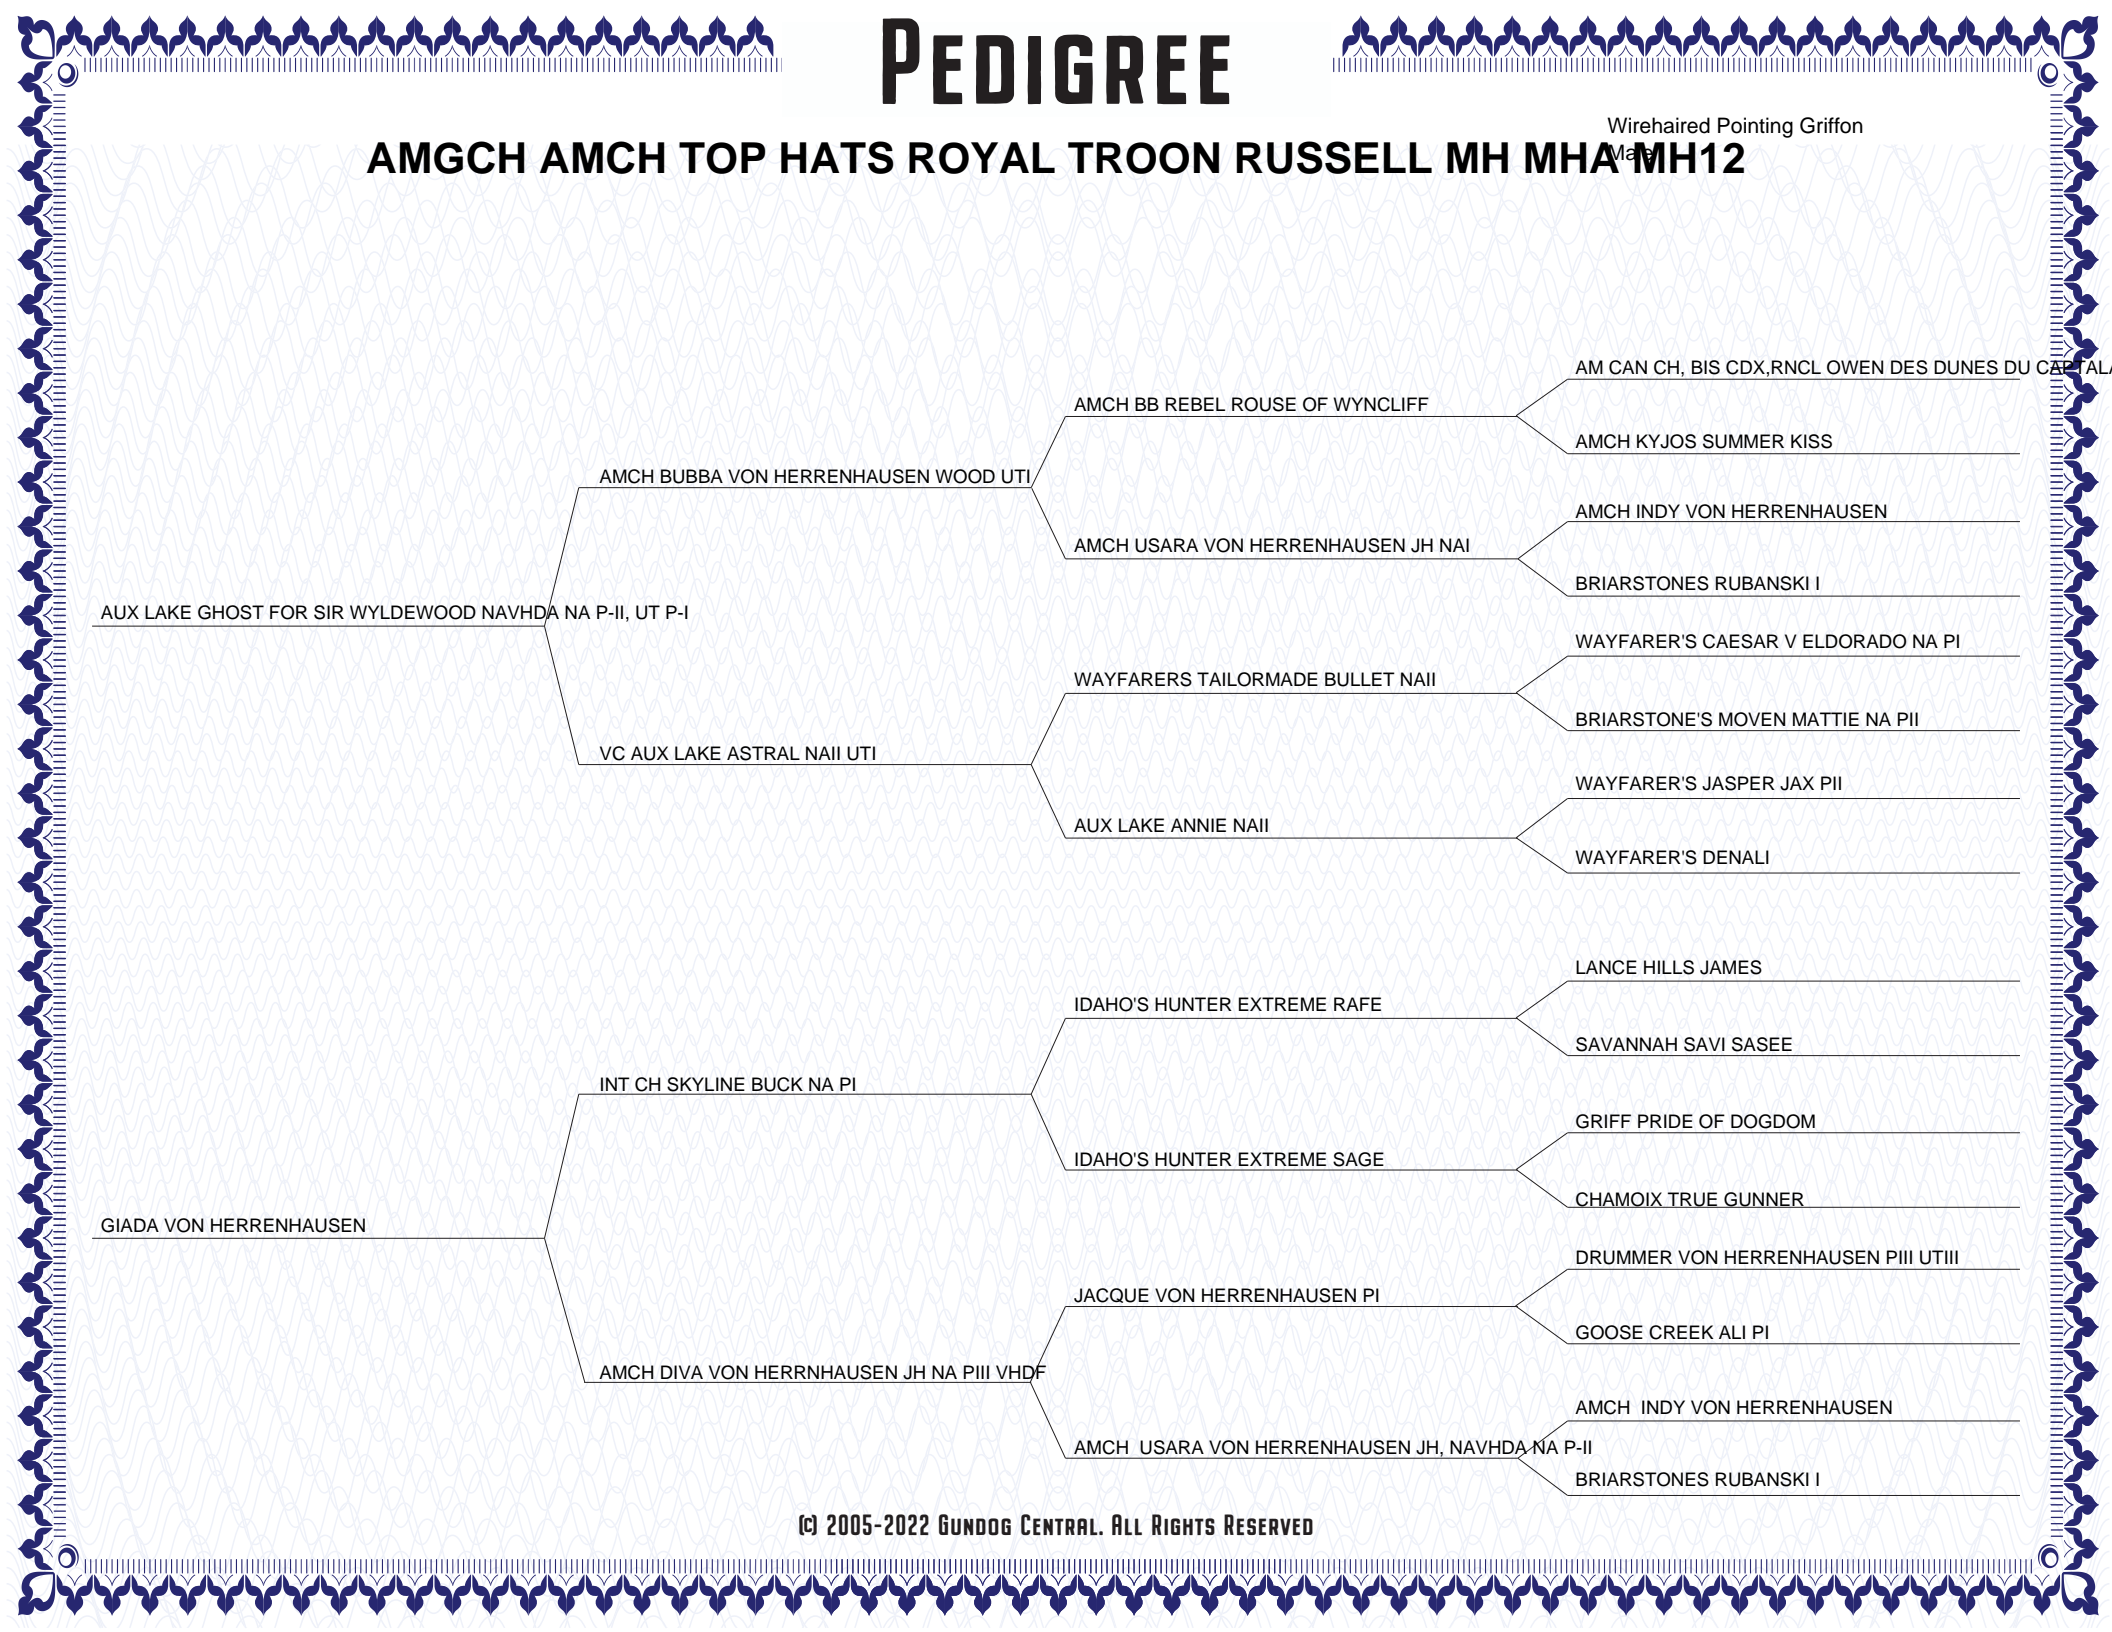 PEDIGREE
Wirehaired Pointing Griffon
Male
AMGCH AMCH TOP HATS ROYAL TROON RUSSELL MH MHA MH12
AM CAN CH, BIS CDX,RNCL OWEN DES DUNES DU
AMCH BB REBEL ROUSE OF WYNCLIFF
AMCH KYJOS SUMMER KISS
AMCH BUBBA VON HERRENHAUSEN WOOD UTI
AMCH INDY VON HERRENHAUSEN
AMCH USARA VON HERRENHAUSEN JH NAI
BRIARSTONES RUBANSKI I
AUX LAKE GHOST FOR SIR WYLDEWOOD NAVHDA NA P-II, UT P-I
WAYFARER'S CAESAR V ELDORADO NA PI
WAYFARERS TAILORMADE BULLET NAII
BRIARSTONE'S MOVEN MATTIE NA PII
VC AUX LAKE ASTRAL NAII UTI
WAYFARER'S JASPER JAX PII
AUX LAKE ANNIE NAII
WAYFARER'S DENALI
LANCE HILLS JAMES
IDAHO'S HUNTER EXTREME RAFE
SAVANNAH SAVI SASEE
INT CH SKYLINE BUCK NA PI
GRIFF PRIDE OF DOGDOM
IDAHO'S HUNTER EXTREME SAGE
CHAMOIX TRUE GUNNER
GIADA VON HERRENHAUSEN
DRUMMER VON HERRENHAUSEN PIII UTIII
JACQUE VON HERRENHAUSEN PI
GOOSE CREEK ALI PI
AMCH DIVA VON HERRNHAUSEN JH NA PIII VHDF
AMCH  INDY VON HERRENHAUSEN
AMCH  USARA VON HERRENHAUSEN JH, NAVHDA NA P-II
BRIARSTONES RUBANSKI I
(C) 2005-2022 GUNDOG CENTRAL. ALL RIGHTS RESERVED